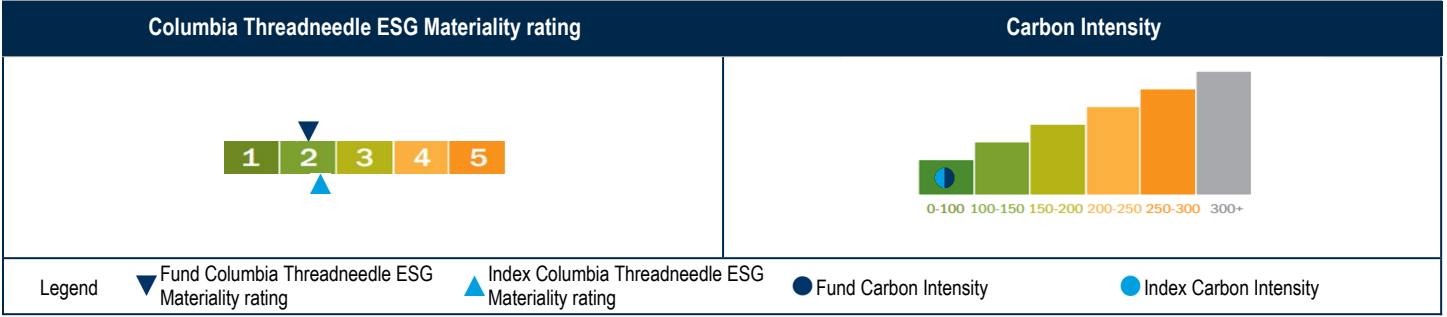 Columbia Threadneedle ESG Materiality rating
Carbon Intensity
1 2 3 4 5
0-100 100-150 150-200 200-250 250-300 300+
Legend
Fund Columbia Threadneedle ESG
Materiality rating
Index Columbia Threadneedle ESG
Materiality rating
Fund Carbon Intensity
Index Carbon Intensity